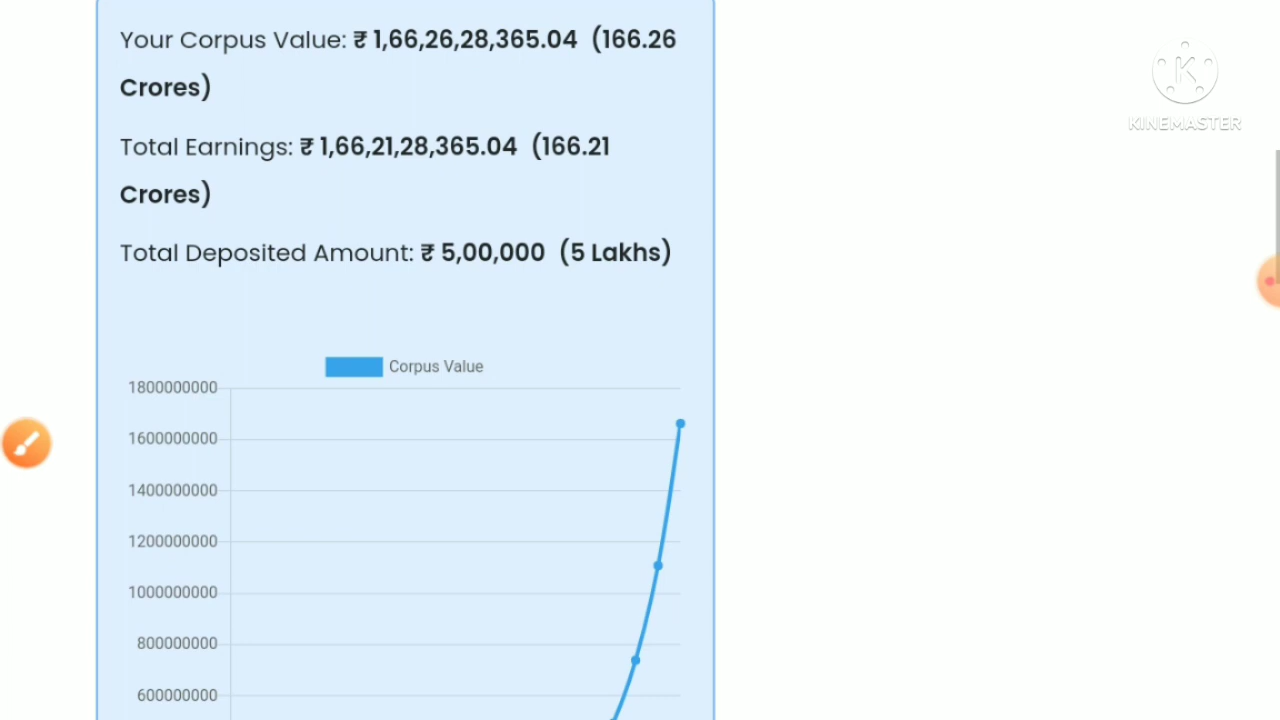 Your Corpus Value: ₹ 1,66,26,28,365.04 (166.26
Crores)
Total Earnings: ₹ 1,66,21,28,365.04 (166.21
Crores)
Total Deposited Amount: ₹ 5,00,000 (5 Lakhs)
Corpus Value
1800000000
1600000000
1400000000
1200000000
1000000000
800000000
600000000
K
KINEMASTER